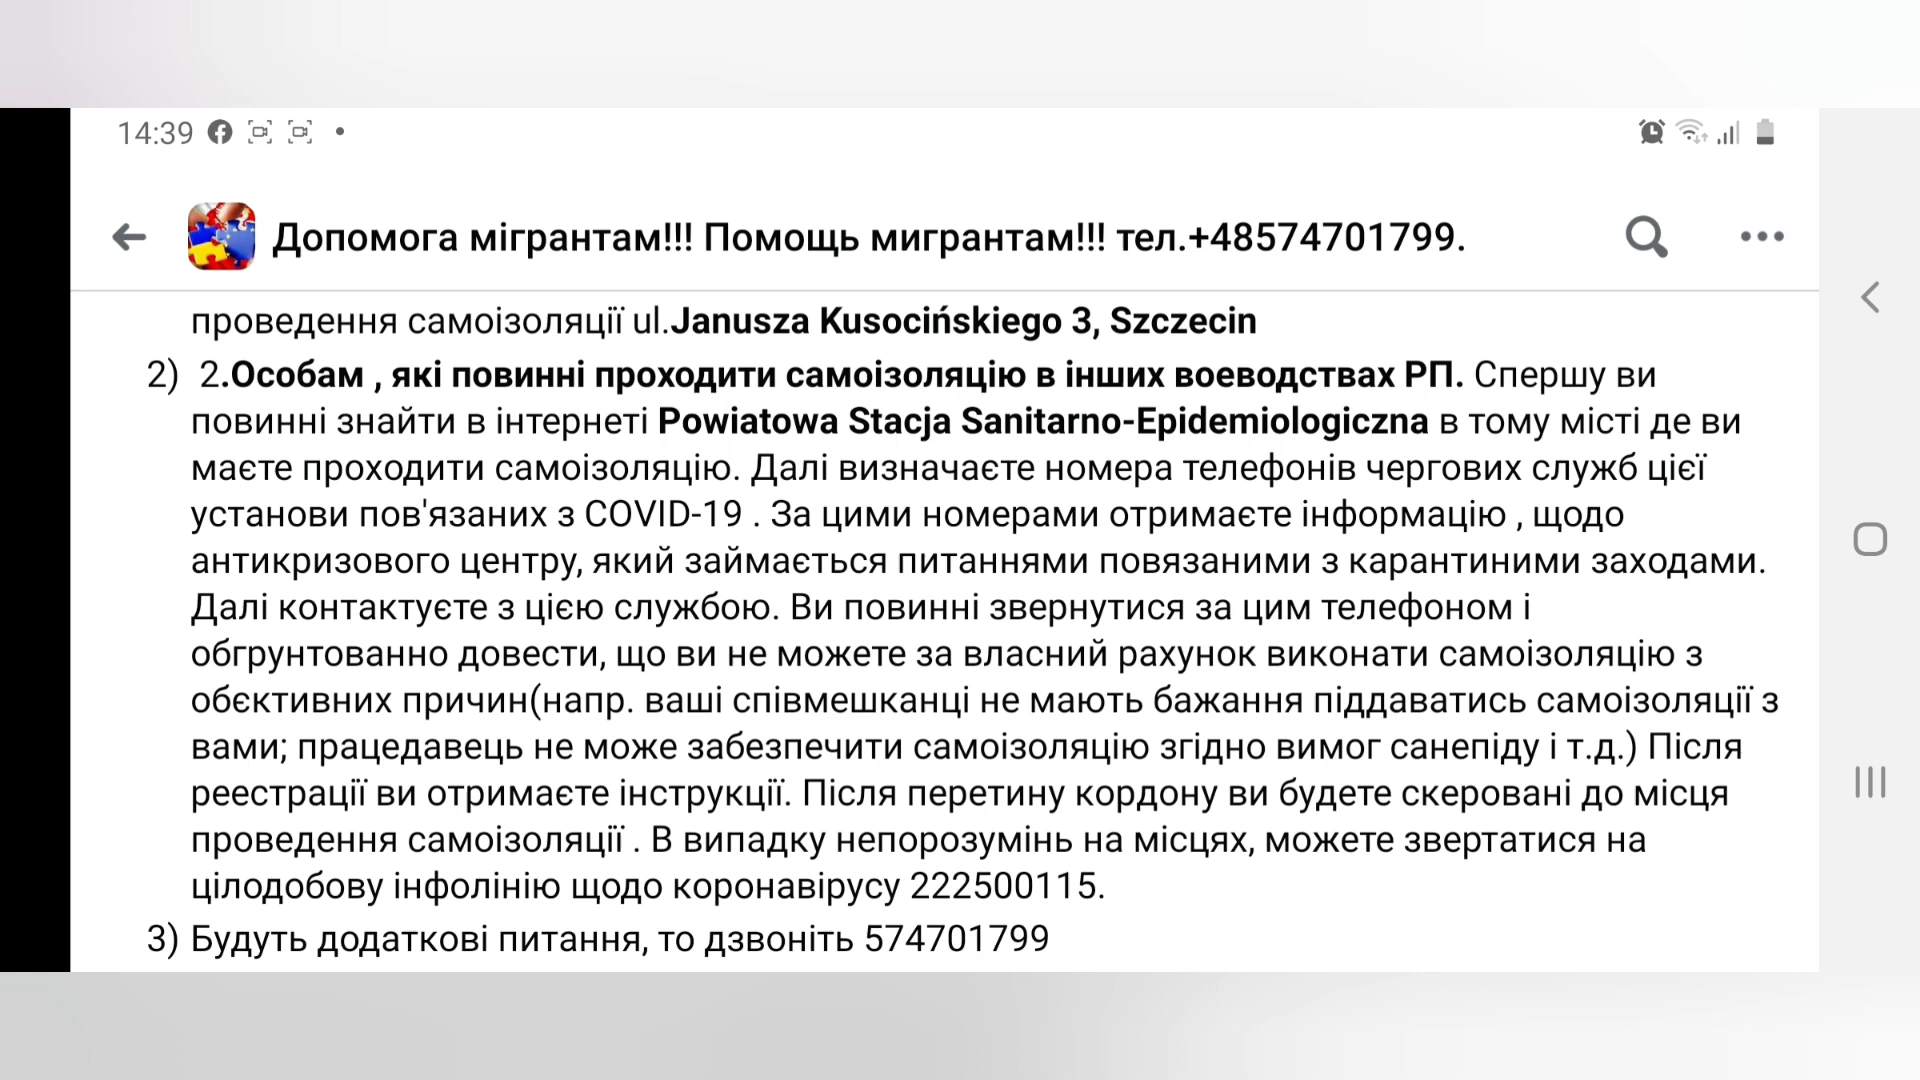 14:39
Допомога мігрантам!!! Помощь мигрантам!!! тел.+48574701799.
проведення самоізоляції ul.Janusza Kusocińskiego 3, Szczecin
2) 2.Особам , які повинні проходити самоізоляцію в інших воеводствах РП. Спершу ви
повинні знайти в інтернеті Powiatowa Stacja Sanitarno-Epidemiologiczna в тому місті де ви
маєте проходити самоізоляцію. Далі визначаєте номера телефонів чергових служб цієї
установи пов'язаних з COVID-19 . За цими номерами отримаєте інформацію , щодо
антикризового центру, який займається питаннями повязаними з карантиними заходами.
Далі контактуєте з цією службою. Ви повинні звернутися за цим телефоном і
обгрунтованно довести, що ви не можете за власний рахунок виконати самоізоляцію з
обєктивних причин(напр. ваші співмешканці не мають бажання піддаватись самоізоляції з
вами; працедавець не може забезпечити самоізоляцію згідно вимог санепіду і т.д.) Після
реестрації ви отримаєте інструкції. Після перетину кордону ви будете скеровані до місця
проведення самоізоляції . В випадку непорозумінь на місцях, можете звертатися на
цілодобову інфолінію щодо коронавірусу 222500115.
3) Будуть додаткові питання, то дзвоніть 574701799